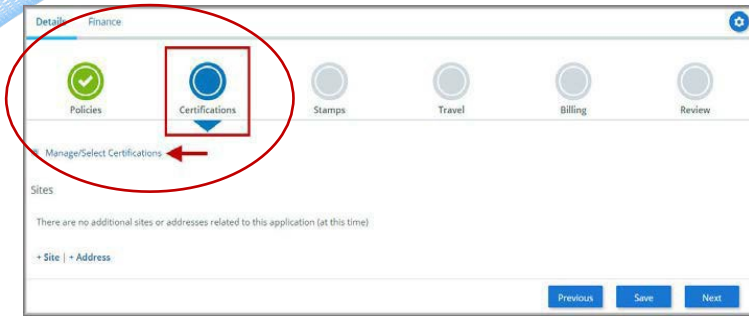 Details Finance
Policies Certifications Stamps Travel Billing Review
Manage/Select Certifications
Sites
There are no additional sites or addresses related to this application (at this time)
+ Site | + Address
Previous Save Next